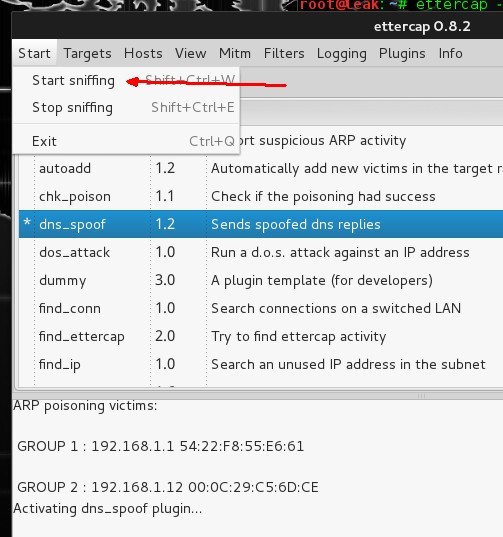 root@leak: ~# ettercap -
ettercap 0.8.2
Start Targets Hosts View Mitm Filters Logging Plugins Info
Start sniffing Shift+Ctrl+W
Stop sniffing Shift+Ctrl+E
Exit Ctrl+Q
ort suspicious ARP activity
autoadd 1.2 Automatically add new victims in the target r
chk_poison 1.1 Check if the poisoning had success
* dns_spoof 1.2 Sends spoofed dns replies
dos_attack 1.0 Run a d.o.s. attack against an IP address
dummy 3.0 A plugin template (for developers)
find_conn 1.0 Search connections on a switched LAN
find_ettercap 2.0 Try to find ettercap activity
find_ip 1.0 Search an unused IP address in the subnet
ARP poisoning victims:
GROUP 1 : 192.168.1.1 54:22:F8:55:E6:61
GROUP 2 : 192.168.1.12 00:0C:29:C5:6D:CE
Activating dns_spoof plugin...